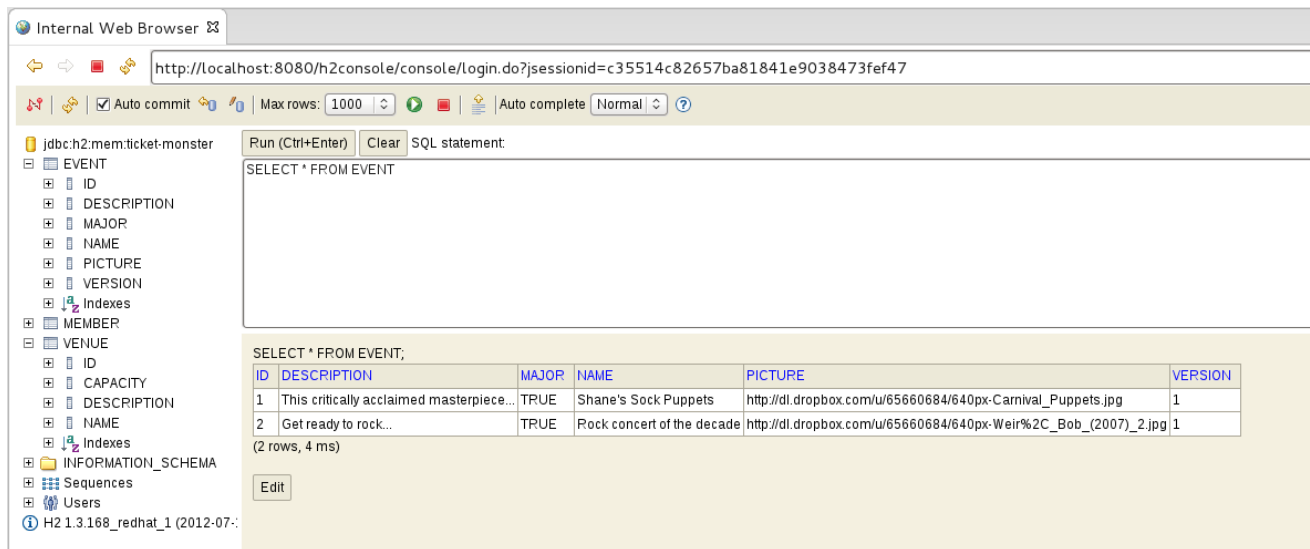 Internal Web Browser
http://localhost:8080/h2console/console/login.do?jsessionid=c35514c82657ba81841e9038473fef47
Auto commit Max rows: 1000 Auto complete Normal
jdbc:h2:mem:ticket-monster
EVENT
ID
DESCRIPTION
MAJOR
NAME
PICTURE
VERSION
Indexes
MEMBER
VENUE
ID
CAPACITY
DESCRIPTION
NAME
Indexes
INFORMATION_SCHEMA
Sequences
Users
H2 1.3.168_redhat_1 (2012-07-
Run (Ctrl+Enter) Clear SQL statement:
SELECT * FROM EVENT
SELECT * FROM EVENT;
ID DESCRIPTION MAJOR NAME PICTURE VERSION
1 This critically acclaimed masterpiece... TRUE Shane's Sock Puppets http://dl.dropbox.com/u/65660684/640px-Carnival_Puppets.jpg 1
2 Get ready to rock... TRUE Rock concert of the decade http://dl.dropbox.com/u/65660684/640px-Weir%2C_Bob_(2007)_2.jpg 1
(2 rows, 4 ms)
Edit